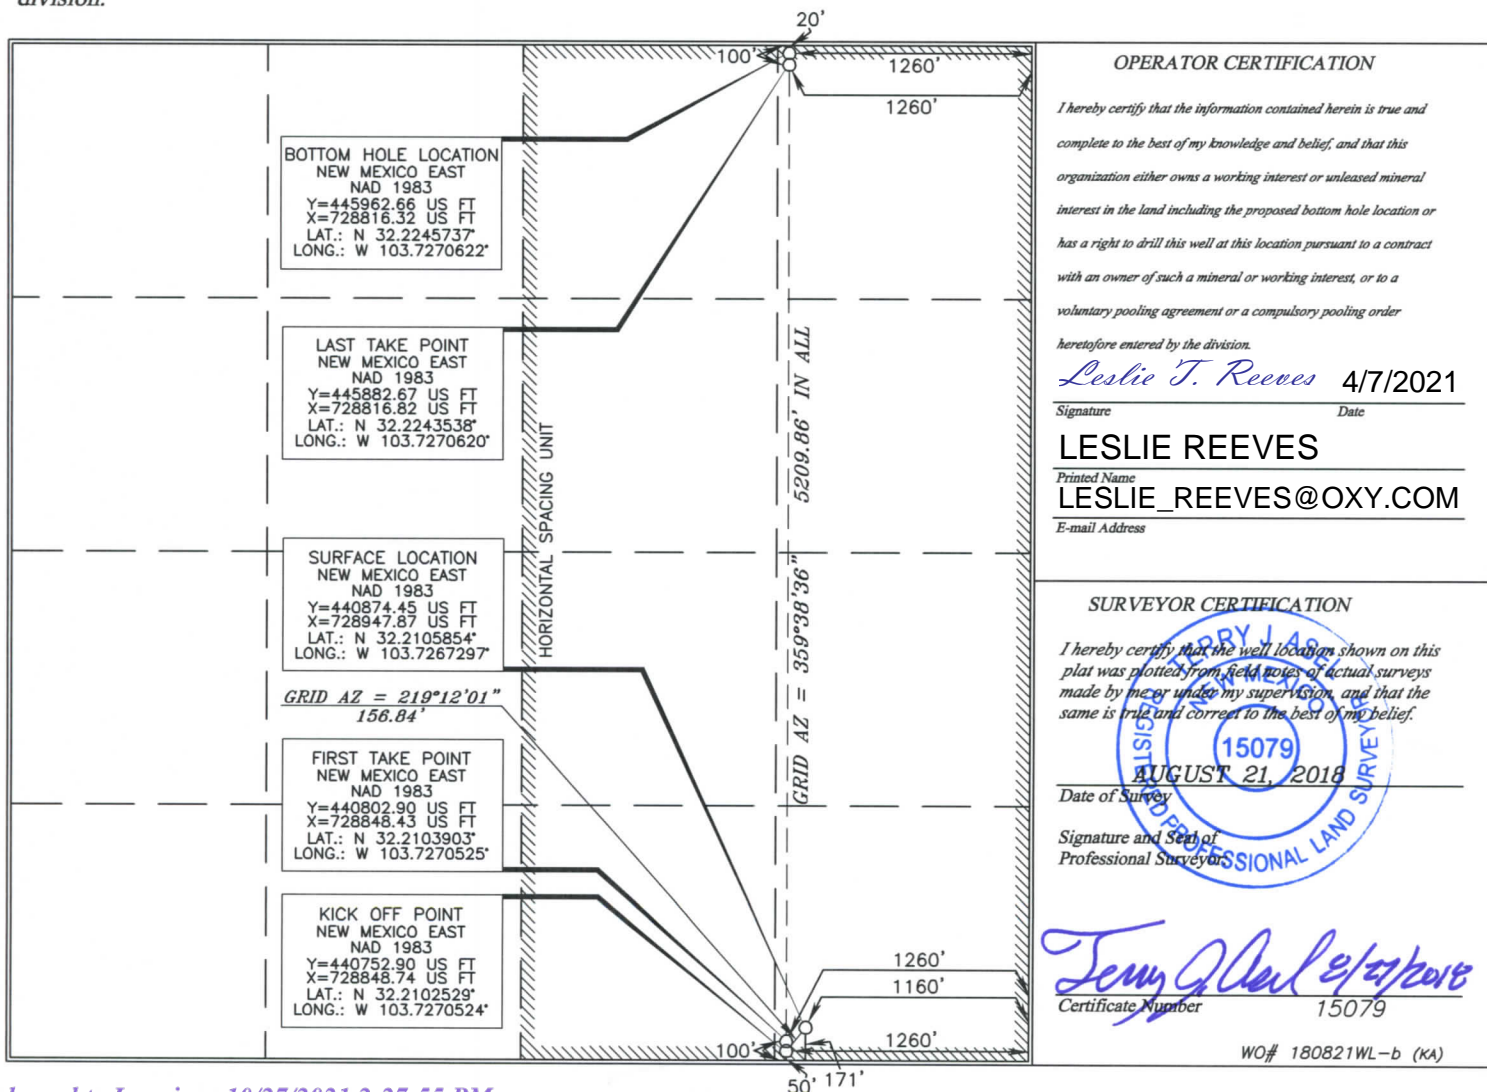 division.
20'
100'
1260'
1260'
BOTTOM HOLE LOCATION
NEW MEXICO EAST
NAD 1983
Y=445962.66 US FT
X=728816.32 US FT
LAT.: N 32.2245737°
LONG.: W 103.7270622°
LAST TAKE POINT
NEW MEXICO EAST
NAD 1983
Y=445882.67 US FT
X=728816.82 US FT
LAT.: N 32.2243538°
LONG.: W 103.7270620°
SURFACE LOCATION
NEW MEXICO EAST
NAD 1983
Y=440874.45 US FT
X=728947.87 US FT
LAT.: N 32.2105854°
LONG.: W 103.7267297°
GRID AZ = 219°12'01"
156.84'
FIRST TAKE POINT
NEW MEXICO EAST
NAD 1983
Y=440802.90 US FT
X=728848.43 US FT
LAT.: N 32.2103903°
LONG.: W 103.7270525°
KICK OFF POINT
NEW MEXICO EAST
NAD 1983
Y=440752.90 US FT
X=728848.74 US FT
LAT.: N 32.2102529°
LONG.: W 103.7270524°
HORIZONTAL SPACING UNIT
GRID AZ = 359°38'36" 5209.86' IN ALL
1260'
1160'
100'
1260'
50' 171'
OPERATOR CERTIFICATION
I hereby certify that the information contained herein is true and
complete to the best of my knowledge and belief, and that this
organization either owns a working interest or unleased mineral
interest in the land including the proposed bottom hole location or
has a right to drill this well at this location pursuant to a contract
with an owner of such a mineral or working interest, or to a
voluntary pooling agreement or a compulsory pooling order
heretofore entered by the division.
Leslie T. Reeves 4/7/2021
Signature Date
LESLIE REEVES
Printed Name
LESLIE_REEVES@OXY.COM
E-mail Address
SURVEYOR CERTIFICATION
I hereby certify that the well location shown on this
plat was plotted from field notes of actual surveys
made by me or under my supervision, and that the
same is true and correct to the best of my belief.
TERRY J. ASEL
NEW MEXICO
15079
REGISTERED PROFESSIONAL LAND SURVEYOR
AUGUST 21, 2018
Date of Survey
Signature and Seal of
Professional Surveyor:
Terry J. Asel 8/27/2018
Certificate Number 15079
WO# 180821WL-b (KA)
10/27/2021 2:27:55 PM